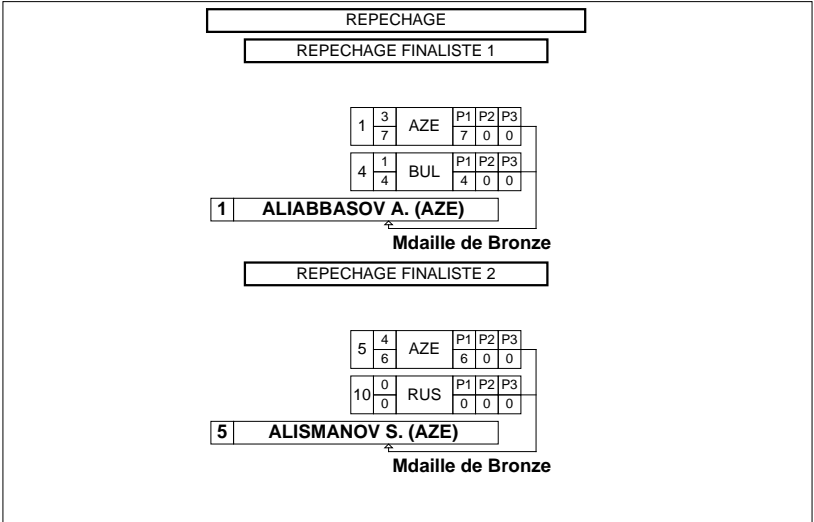 REPECHAGE
REPECHAGE FINALISTE 1
1 3 AZE P1 P2 P3
7 7 0 0
4 1 BUL P1 P2 P3
4 4 0 0
1 ALIABBASOV A. (AZE)
Mdaille de Bronze
REPECHAGE FINALISTE 2
5 4 AZE P1 P2 P3
6 6 0 0
10 0 RUS P1 P2 P3
0 0 0 0
5 ALISMANOV S. (AZE)
Mdaille de Bronze